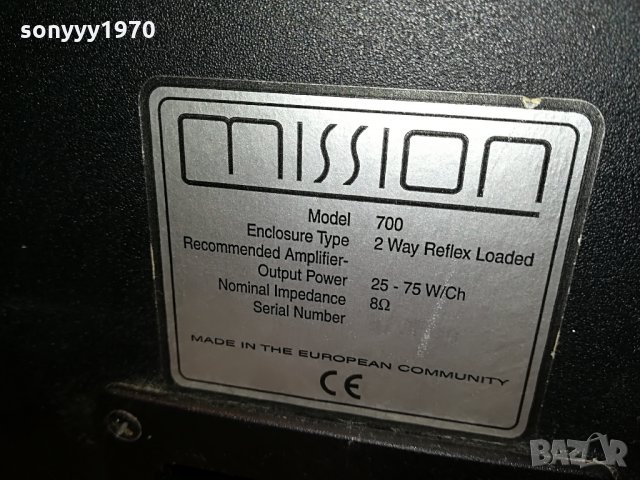 sonyyy1970
mission
Model 700
Enclosure Type 2 Way Reflex Loaded
Recommended Amplifier-
Output Power 25 - 75 W/Ch
Nominal Impedance 8Ω
Serial Number
MADE IN THE EUROPEAN COMMUNITY
CE
BAZAR